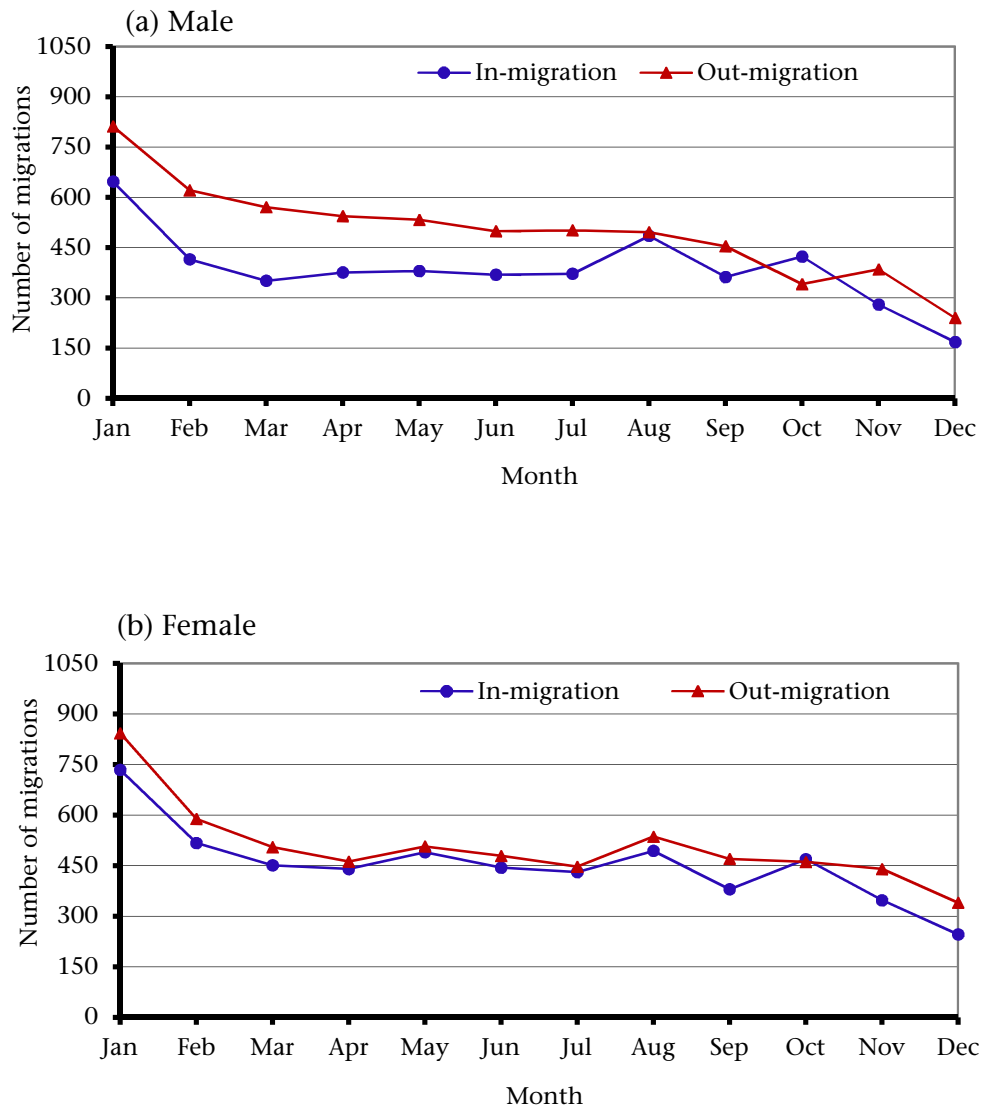 (a) Male
1050
In-migration Out-migration
900
750
600
450
300
150
0
Number of migrations
Jan Feb Mar Apr May Jun Jul Aug Sep Oct Nov Dec
Month
(b) Female
1050
In-migration Out-migration
900
750
600
450
300
150
0
Number of migrations
Jan Feb Mar Apr May Jun Jul Aug Sep Oct Nov Dec
Month